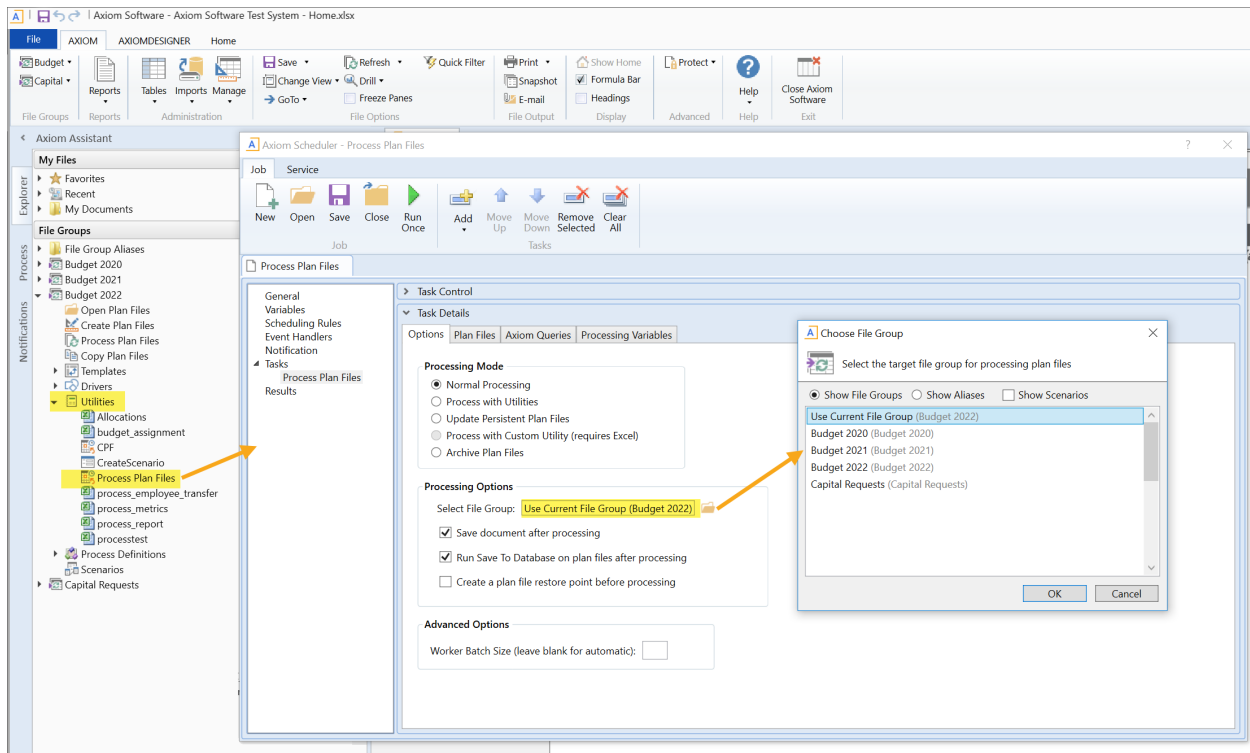 Axiom Software - Axiom Software Test System - Home.xlsx
File AXIOM AXIOMDESIGNER Home
Budget
Capital
Reports
Tables
Imports
Manage
Save
Change View
GoTo
Refresh
Drill
Freeze Panes
Quick Filter
Print
Snapshot
E-mail
Show Home
Formula Bar
Headings
Protect
Help
Close Axiom
Software
File Groups Reports Administration File Options File Output Display Advanced Help Exit
Axiom Assistant
Explorer
Process
Notifications
My Files
Favorites
Recent
My Documents
File Groups
File Group Aliases
Budget 2020
Budget 2021
Budget 2022
Open Plan Files
Create Plan Files
Process Plan Files
Copy Plan Files
Templates
Drivers
Utilities
Allocations
budget_assignment
CPF
CreateScenario
Process Plan Files
process_employee_transfer
process_metrics
process_report
processtest
Process Definitions
Scenarios
Capital Requests
Axiom Scheduler - Process Plan Files
Job Service
New
Open
Save
Close
Run
Once
Add
Move
Up
Move
Down
Remove
Selected
Clear
All
Job Tasks
Process Plan Files
General
Variables
Scheduling Rules
Event Handlers
Notification
Tasks
Process Plan Files
Results
Task Control
Task Details
Options Plan Files Axiom Queries Processing Variables
Processing Mode
Normal Processing
Process with Utilities
Update Persistent Plan Files
Process with Custom Utility (requires Excel)
Archive Plan Files
Processing Options
Select File Group: Use Current File Group (Budget 2022)
Save document after processing
Run Save To Database on plan files after processing
Create a plan file restore point before processing
Advanced Options
Worker Batch Size (leave blank for automatic):
Choose File Group
Select the target file group for processing plan files
Show File Groups Show Aliases Show Scenarios
Use Current File Group (Budget 2022)
Budget 2020 (Budget 2020)
Budget 2021 (Budget 2021)
Budget 2022 (Budget 2022)
Capital Requests (Capital Requests)
OK Cancel